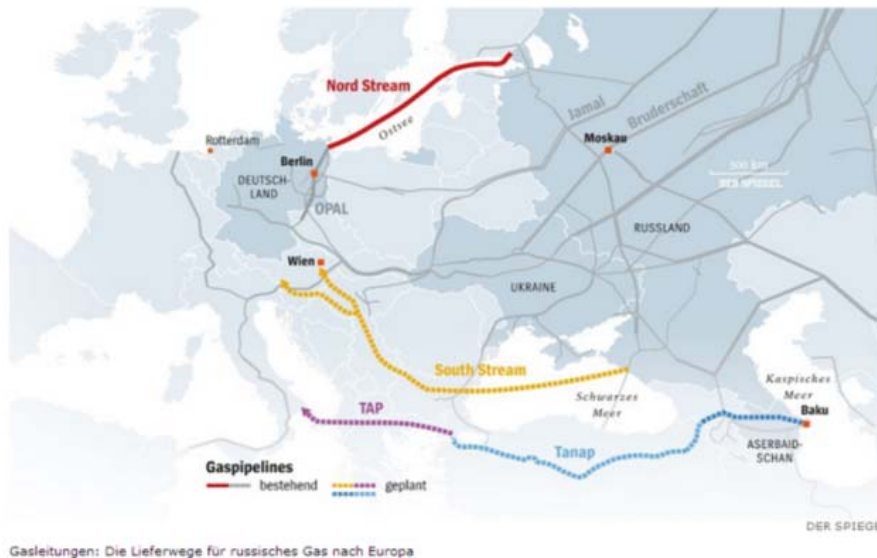 Nord Stream
Ostsee
Jamal
Bruderschaft
Moskau
Rotterdam
Berlin
DEUTSCH-
LAND
500 km
DER SPIEGEL
OPAL
RUSSLAND
Wien
UKRAINE
South Stream
Schwarzes
Meer
Kaspisches
Meer
Baku
TAP
Tanap
ASERBAID-
SCHAN
Gaspipelines
bestehend
geplant
DER SPIEGE
Gasleitungen: Die Lieferwege für russisches Gas nach Europa